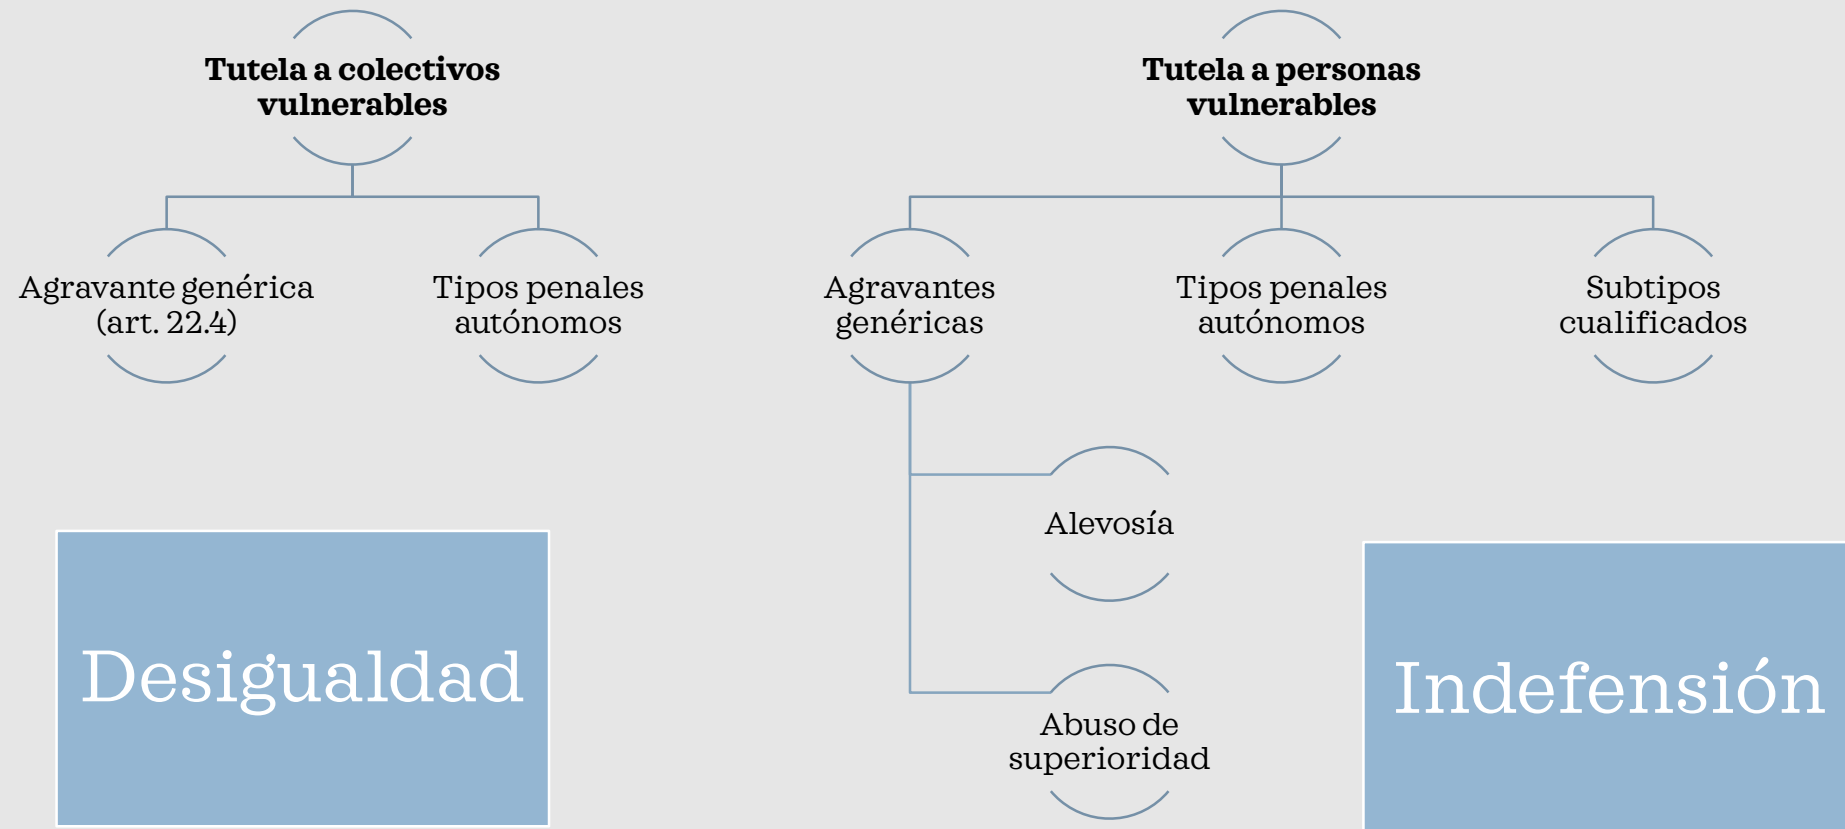 Tutela a colectivos
vulnerables
Agravante genérica
(art. 22.4)
Tipos penales
autónomos
Desigualdad
Tutela a personas
vulnerables
Agravantes
genéricas
Tipos penales
autónomos
Subtipos
cualificados
Alevosía
Abuso de
superioridad
Indefensión